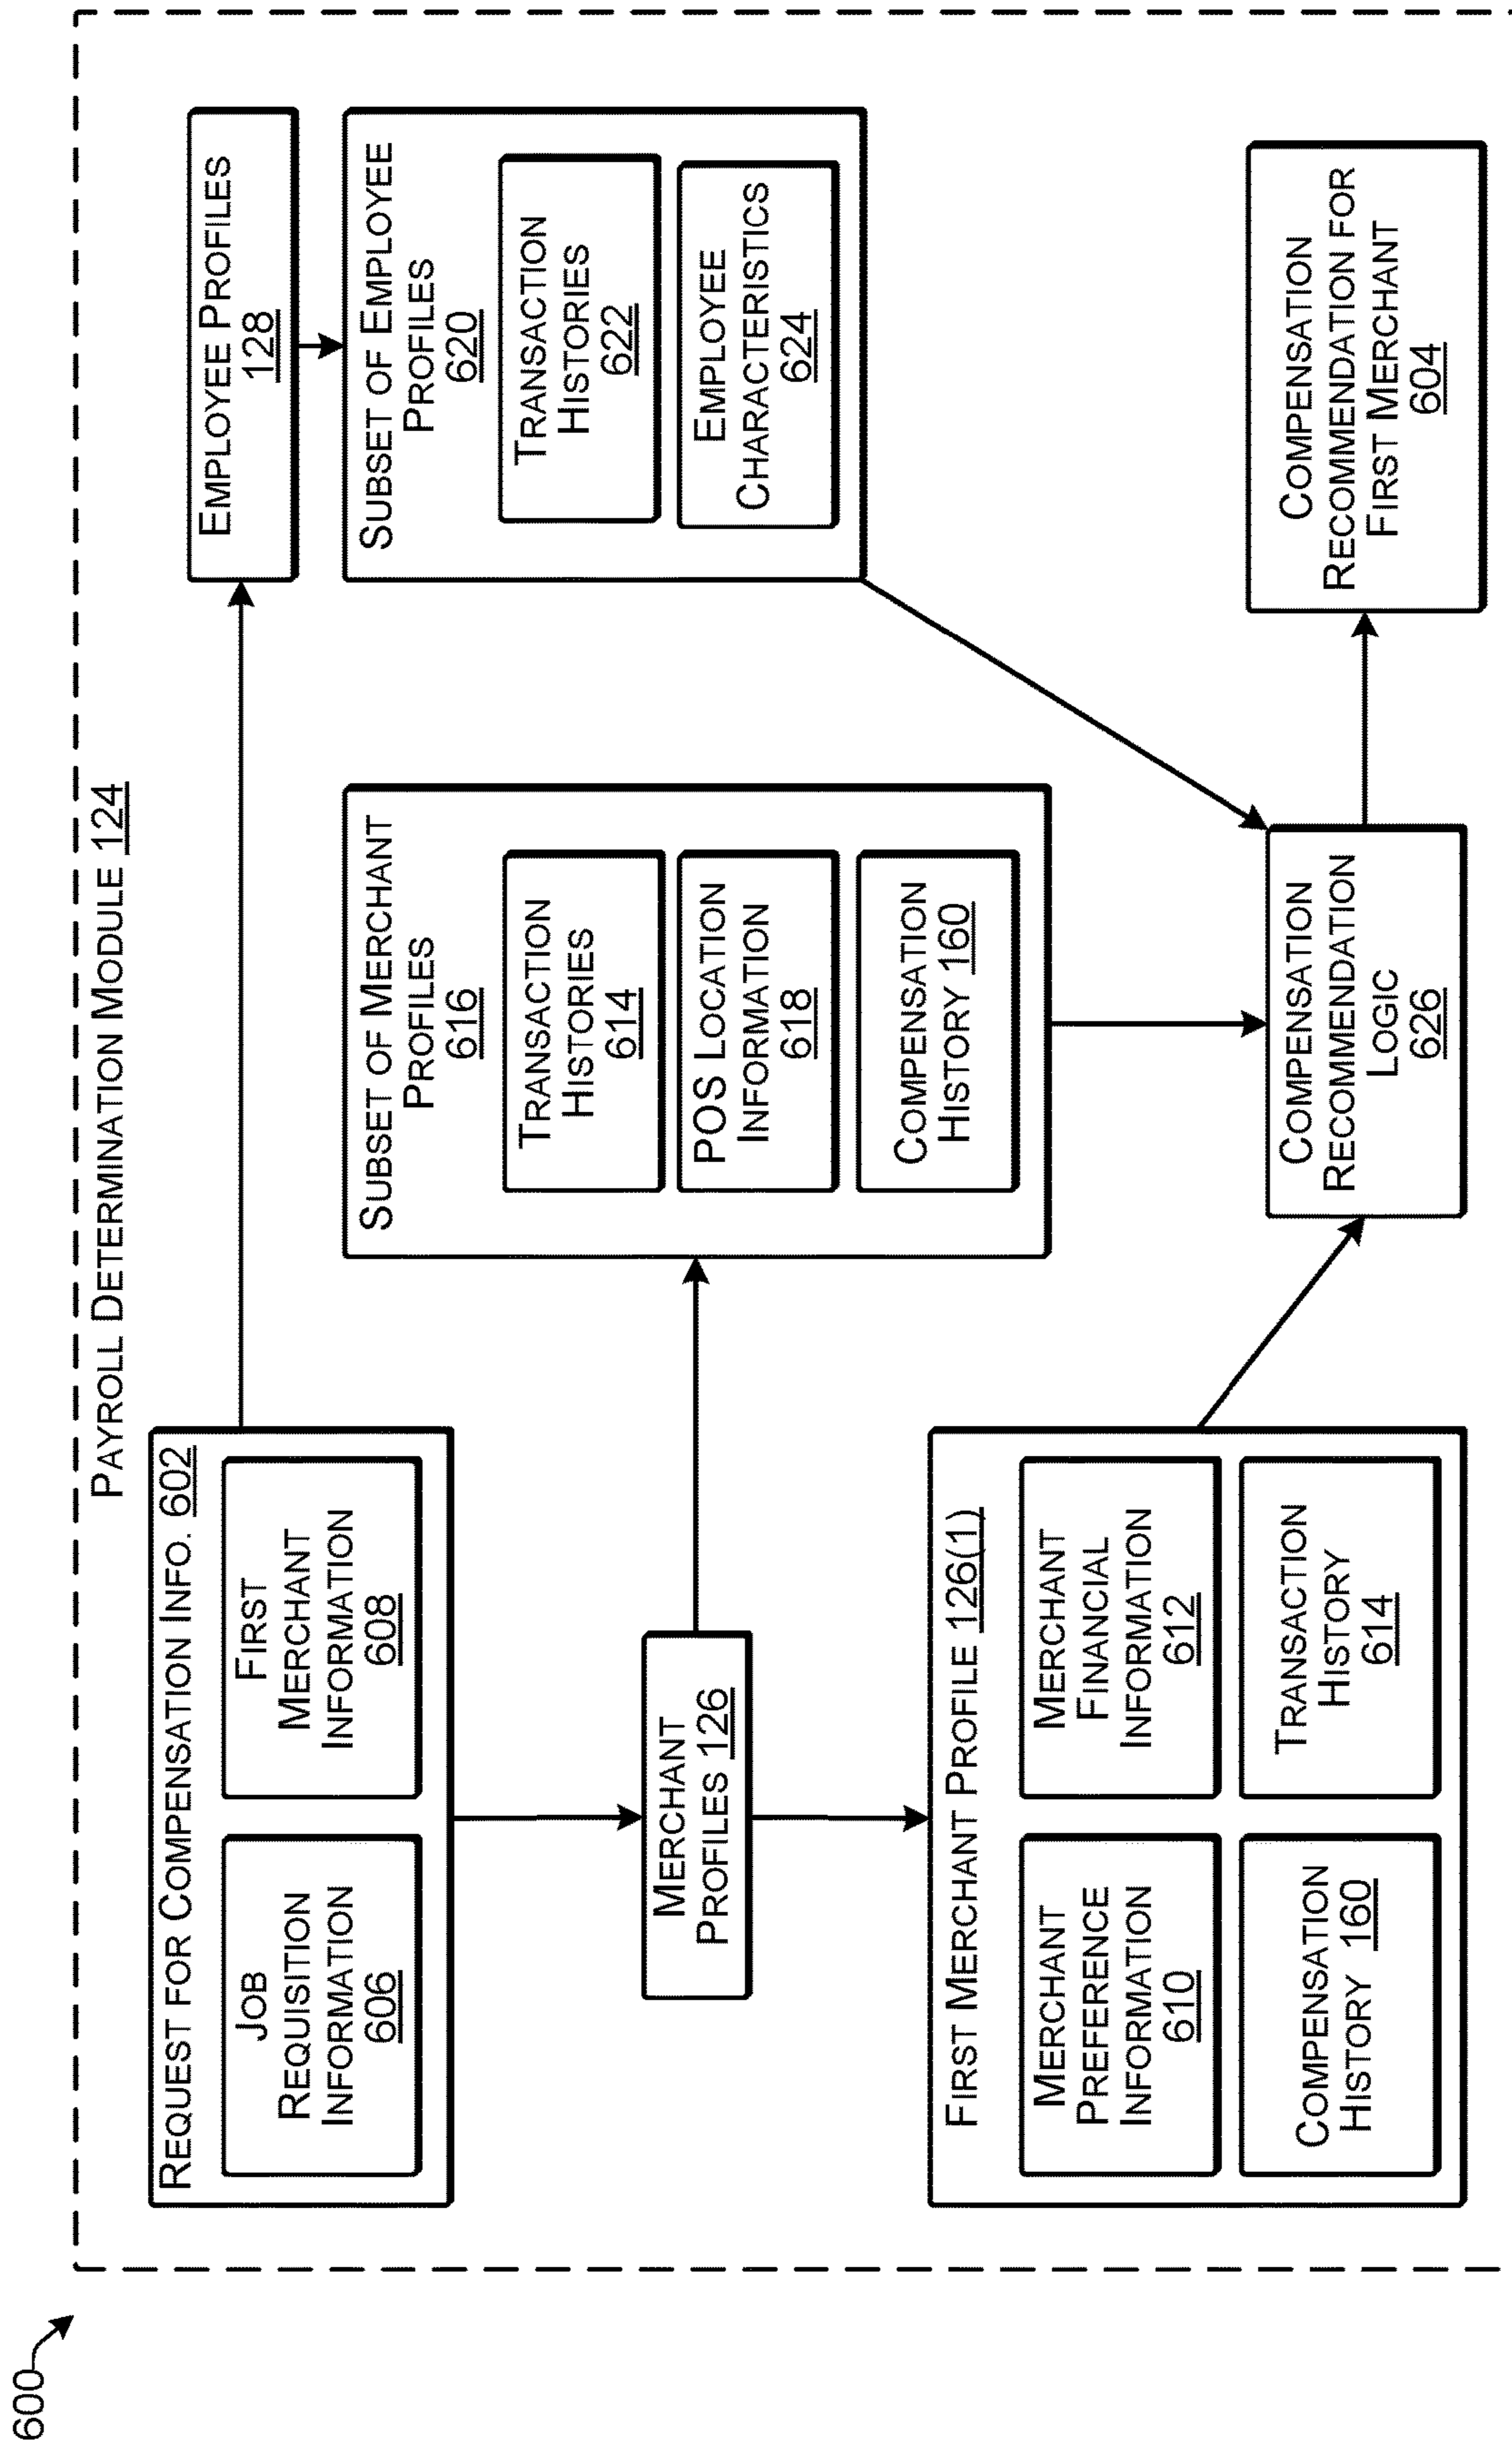 600
PAYROLL DETERMINATION MODULE 124
REQUEST FOR COMPENSATION INFO. 602
JOB
REQUISITION
INFORMATION
606
FIRST
MERCHANT
INFORMATION
608
EMPLOYEE PROFILES
128
SUBSET OF EMPLOYEE
PROFILES
620
TRANSACTION
HISTORIES
622
EMPLOYEE
CHARACTERISTICS
624
SUBSET OF MERCHANT
PROFILES
616
TRANSACTION
HISTORIES
614
POS LOCATION
INFORMATION
618
COMPENSATION
HISTORY 160
MERCHANT
PROFILES 126
FIRST MERCHANT PROFILE 126(1)
MERCHANT
PREFERENCE
INFORMATION
610
MERCHANT
FINANCIAL
INFORMATION
612
COMPENSATION
HISTORY 160
TRANSACTION
HISTORY
614
COMPENSATION
RECOMMENDATION
LOGIC
626
COMPENSATION
RECOMMENDATION FOR
FIRST MERCHANT
604